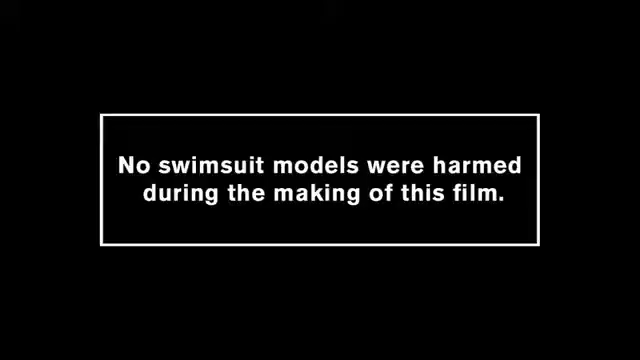 No swimsuit models were harmed
during the making of this film.